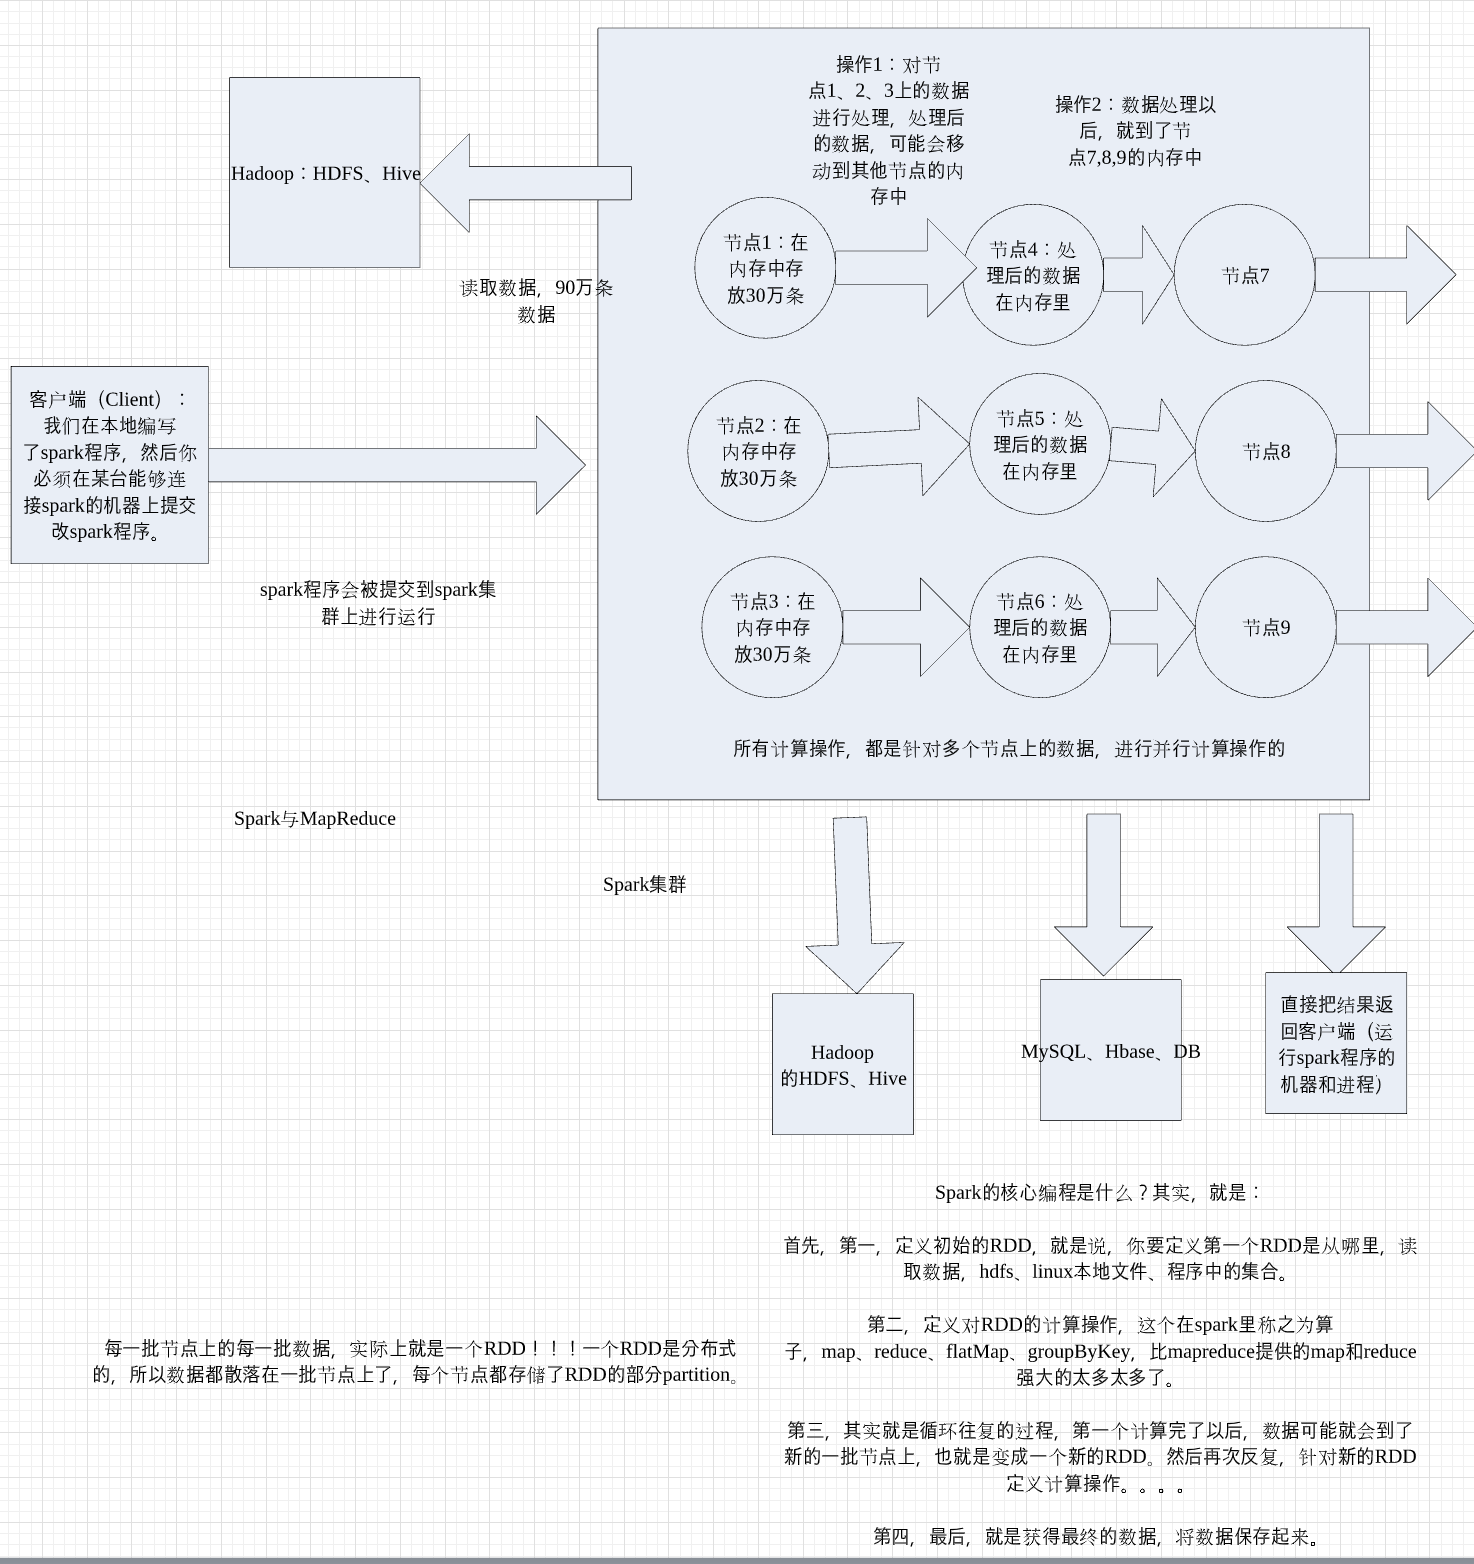 操作1：对节
点1、2、3上的数据
进行处理，处理后
的数据，可能会移
动到其他节点的内
存中
操作2：数据处理以
后，就到了节
点7,8,9的内存中
Hadoop：HDFS、Hive
节点1：在
内存中存
放30万条
节点4：处
理后的数据
在内存里
节点7
读取数据，90万条
数据
客户端（Client）：
我们在本地编写
了spark程序，然后你
必须在某台能够连
接spark的机器上提交
改spark程序。
节点2：在
内存中存
放30万条
节点5：处
理后的数据
在内存里
节点8
spark程序会被提交到spark集
群上进行运行
节点3：在
内存中存
放30万条
节点6：处
理后的数据
在内存里
节点9
所有计算操作，都是针对多个节点上的数据，进行并行计算操作的
Spark与MapReduce
Spark集群
Hadoop
的HDFS、Hive
MySQL、Hbase、DB
直接把结果返
回客户端（运
行spark程序的
机器和进程）
Spark的核心编程是什么？其实，就是：
首先，第一，定义初始的RDD，就是说，你要定义第一个RDD是从哪里，读
取数据，hdfs、linux本地文件、程序中的集合。
第二，定义对RDD的计算操作，这个在spark里称之为算
子，map、reduce、flatMap、groupByKey，比mapreduce提供的map和reduce
强大的太多太多了。
每一批节点上的每一批数据，实际上就是一个RDD！！！一个RDD是分布式
的，所以数据都散落在一批节点上了，每个节点都存储了RDD的部分partition。
第三，其实就是循环往复的过程，第一个计算完了以后，数据可能就会到了
新的一批节点上，也就是变成一个新的RDD。然后再次反复，针对新的RDD
定义计算操作。。。。
第四，最后，就是获得最终的数据，将数据保存起来。